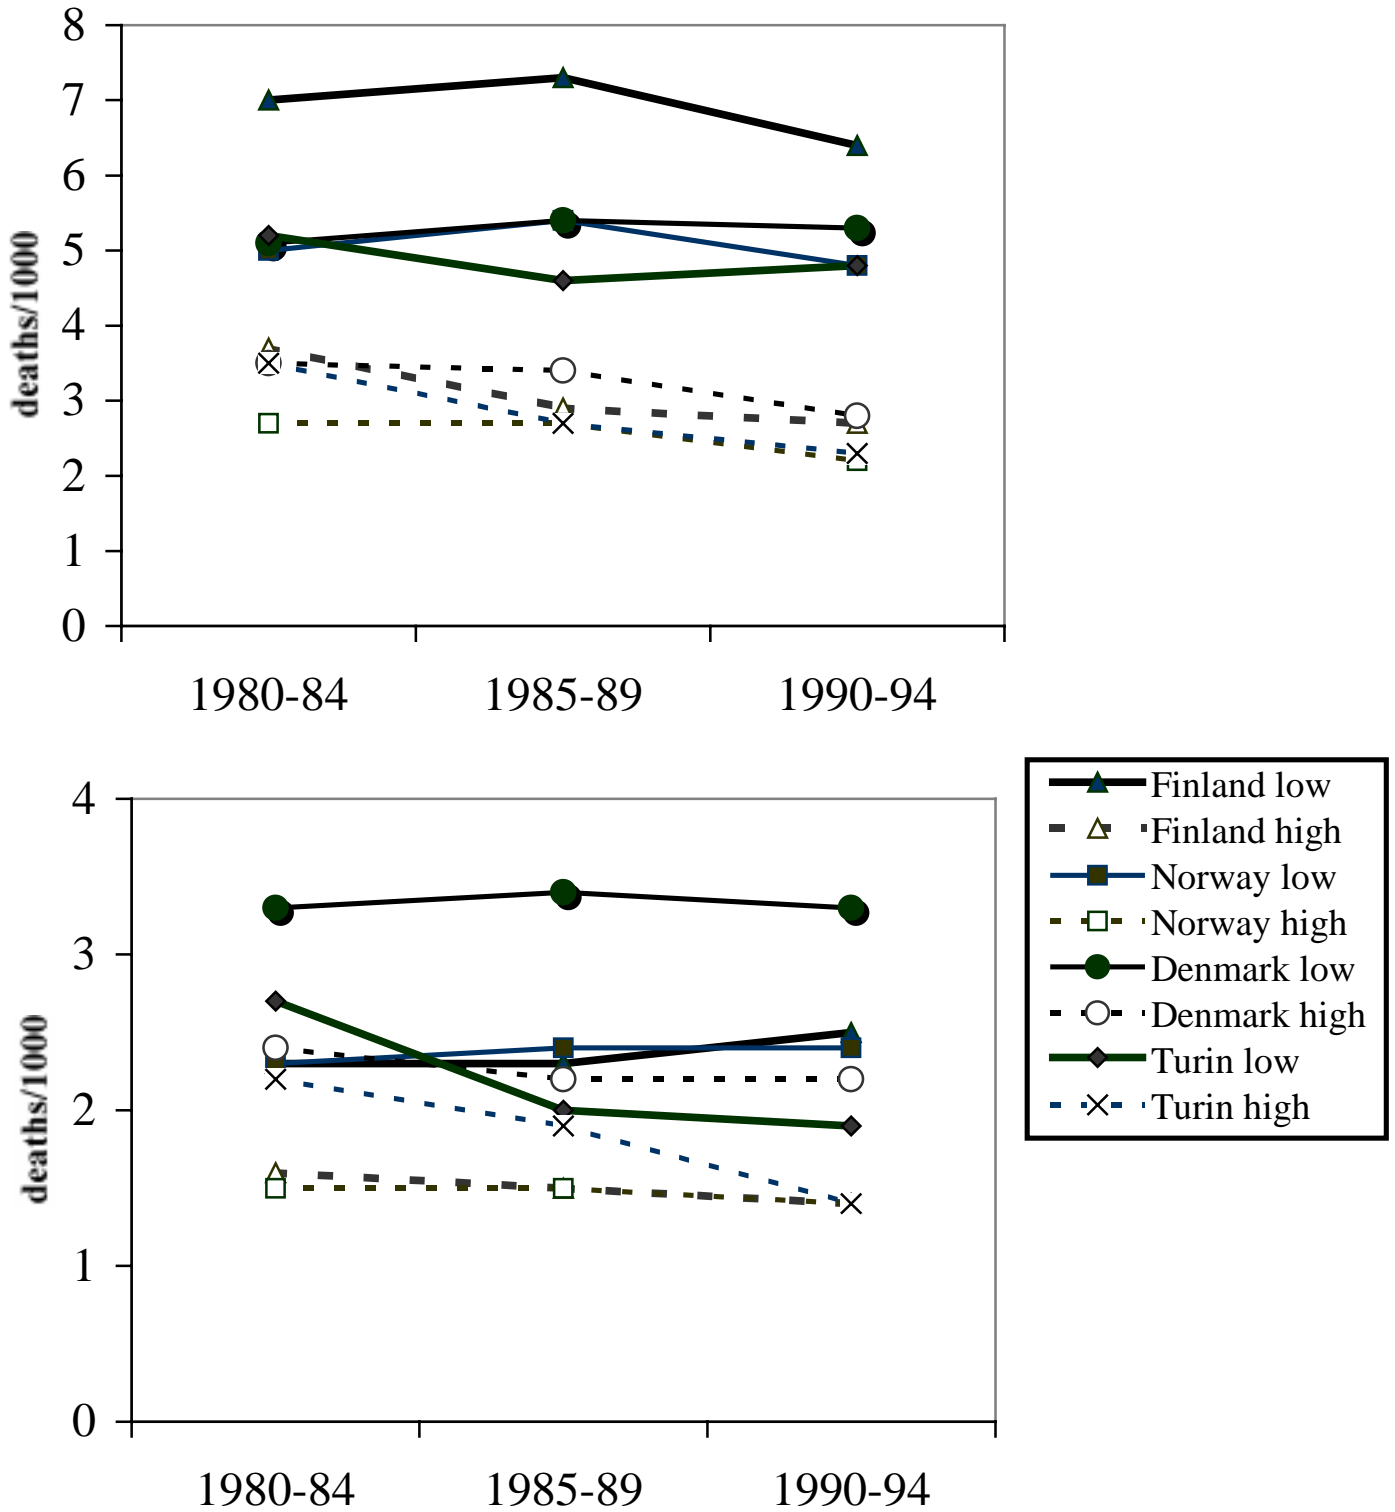 8
7
6
5
4
3
2
1
0
deaths/1000
1980-84 1985-89 1990-94
4
3
2
1
0
deaths/1000
1980-84 1985-89 1990-94
Finland low
Finland high
Norway low
Norway high
Denmark low
Denmark high
Turin low
Turin high